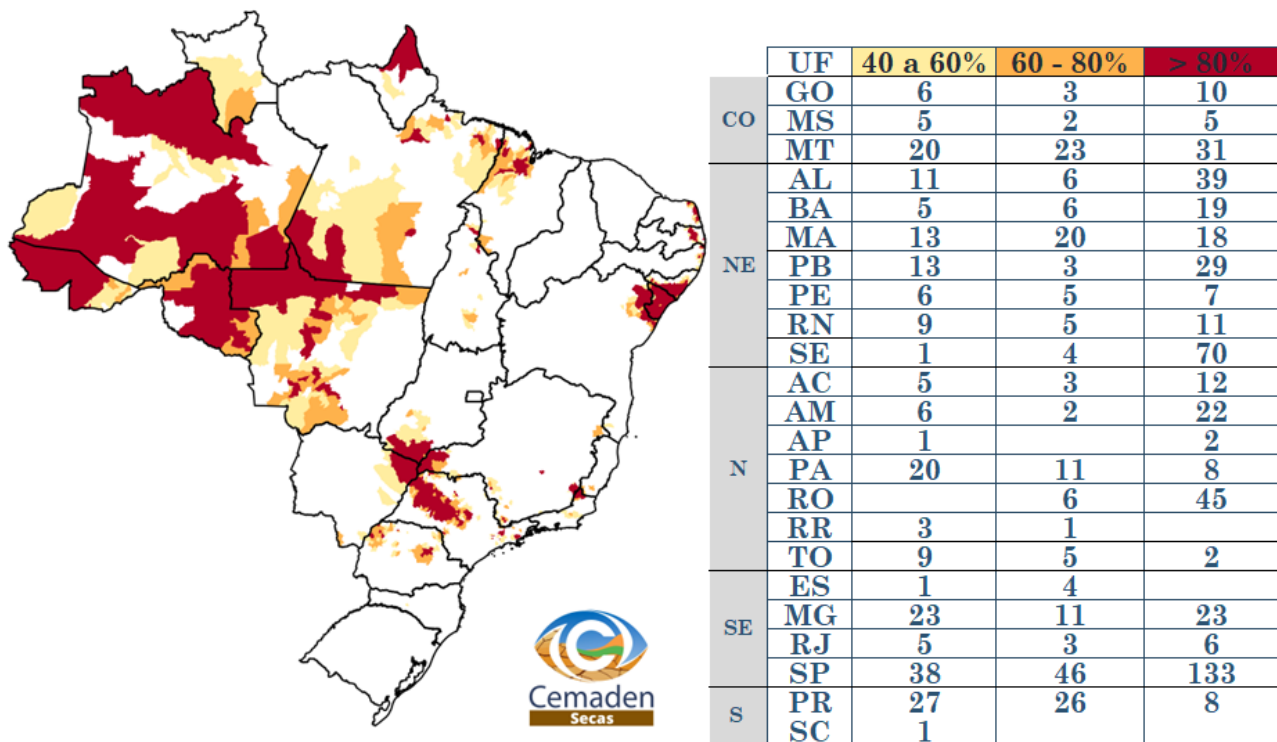 UF 40 a 60% 60 - 80% > 80%
CO
GO 6 3 10
MS 5 2 5
MT 20 23 31
NE
AL 11 6 39
BA 5 6 19
MA 13 20 18
PB 13 3 29
PE 6 5 7
RN 9 5 11
SE 1 4 70
N
AC 5 3 12
AM 6 2 22
AP 1 2
PA 20 11 8
RO 6 45
RR 3 1
TO 9 5 2
SE
ES 1 4
MG 23 11 23
RJ 5 3 6
SP 38 46 133
S
PR 27 26 8
SC 1
Cemaden
Secas